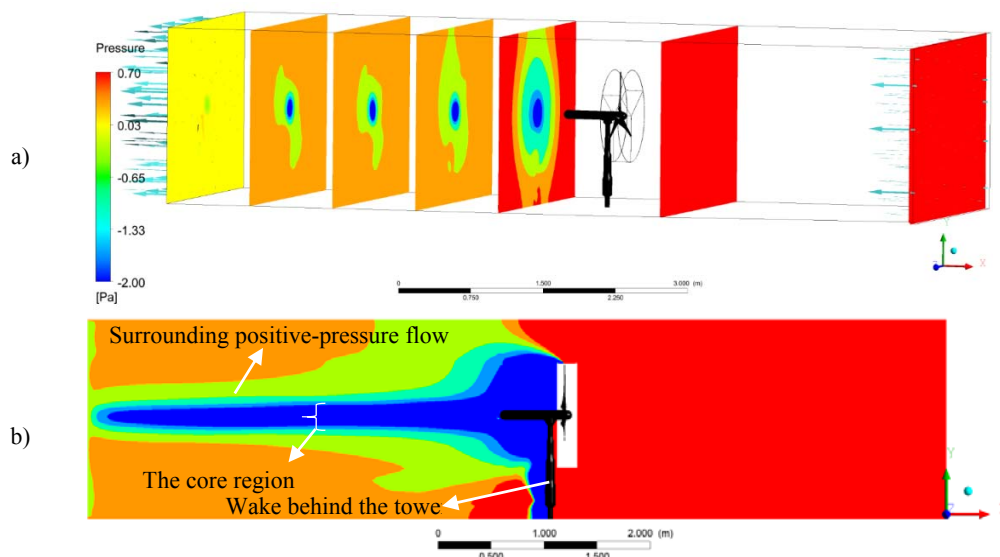 a)
Pressure
0.70
0.03
-0.65
-1.33
-2.00
[Pa]
Y
X
0 1.500 3.000 (m)
0.750 2.250
b)
Surrounding positive-pressure flow
The core region
Wake behind the towe
Y
0 1.000 2.000 (m)
0.500 1.500